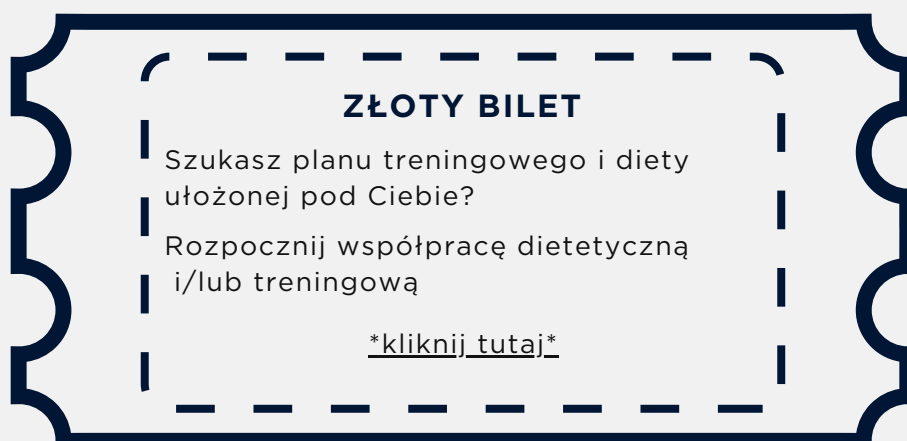 ZŁOTY BILET
Szukasz planu treningowego i diety
ułożonej pod Ciebie?
Rozpocznij współpracę dietetyczną
i/lub treningową
*kliknij tutaj*